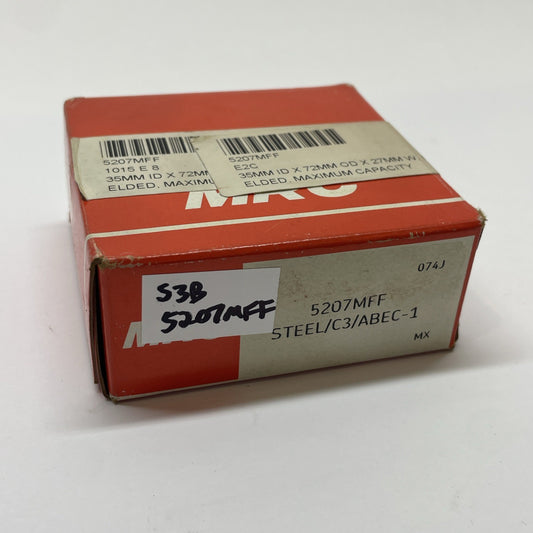 5207MFF
1015 E 8
35MM ID X 72MM
ELDED, MAXIMUM
5207MFF
E2C
35MM ID X 72MM OD X 27MM W
ELDED, MAXIMUM CAPACITY
MRC
074J
S3B
5207MFF
5207MFF
STEEL/C3/ABEC-1
MX